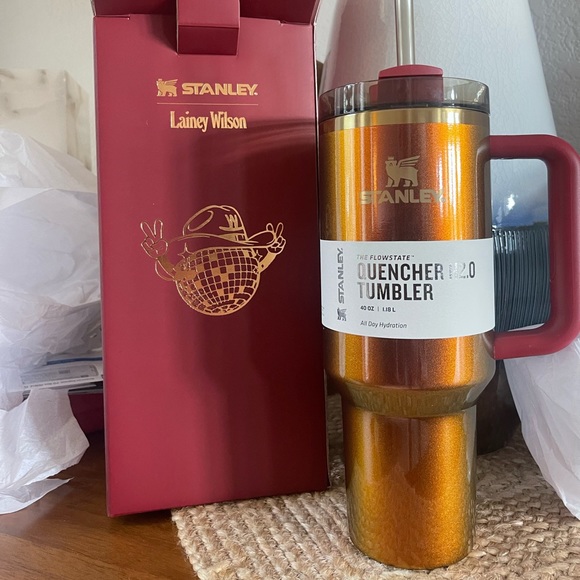 STANLEY.
Lainey Wilson
W
STANLEY
STANLEY
THE FLOWSTATE™
QUENCHER H2.0
TUMBLER
40 OZ | 1.18 L
All Day Hydration